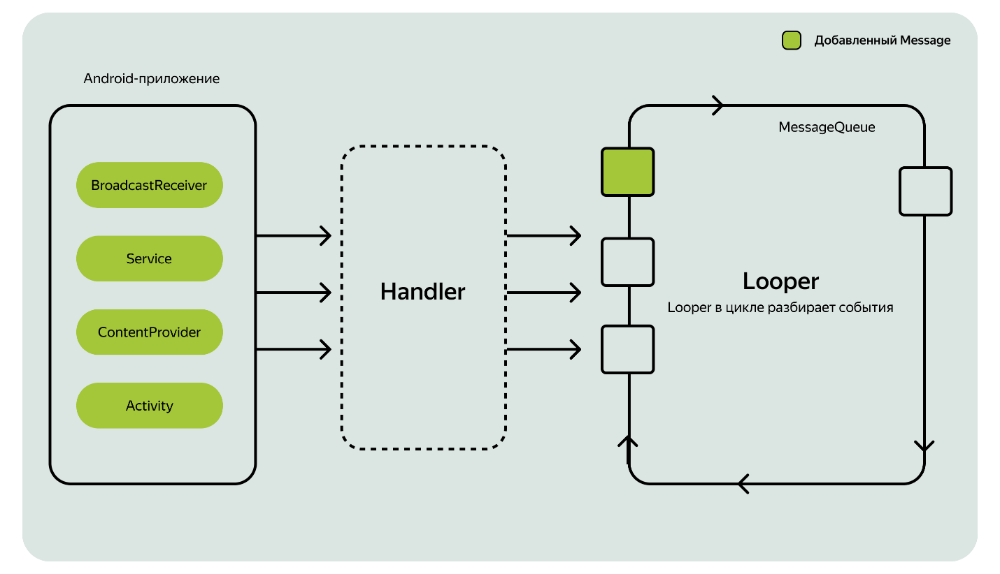 Добавленный Message
Android-приложение
BroadcastReceiver
Service
ContentProvider
Activity
Handler
MessageQueue
Looper
Looper в цикле разбирает события